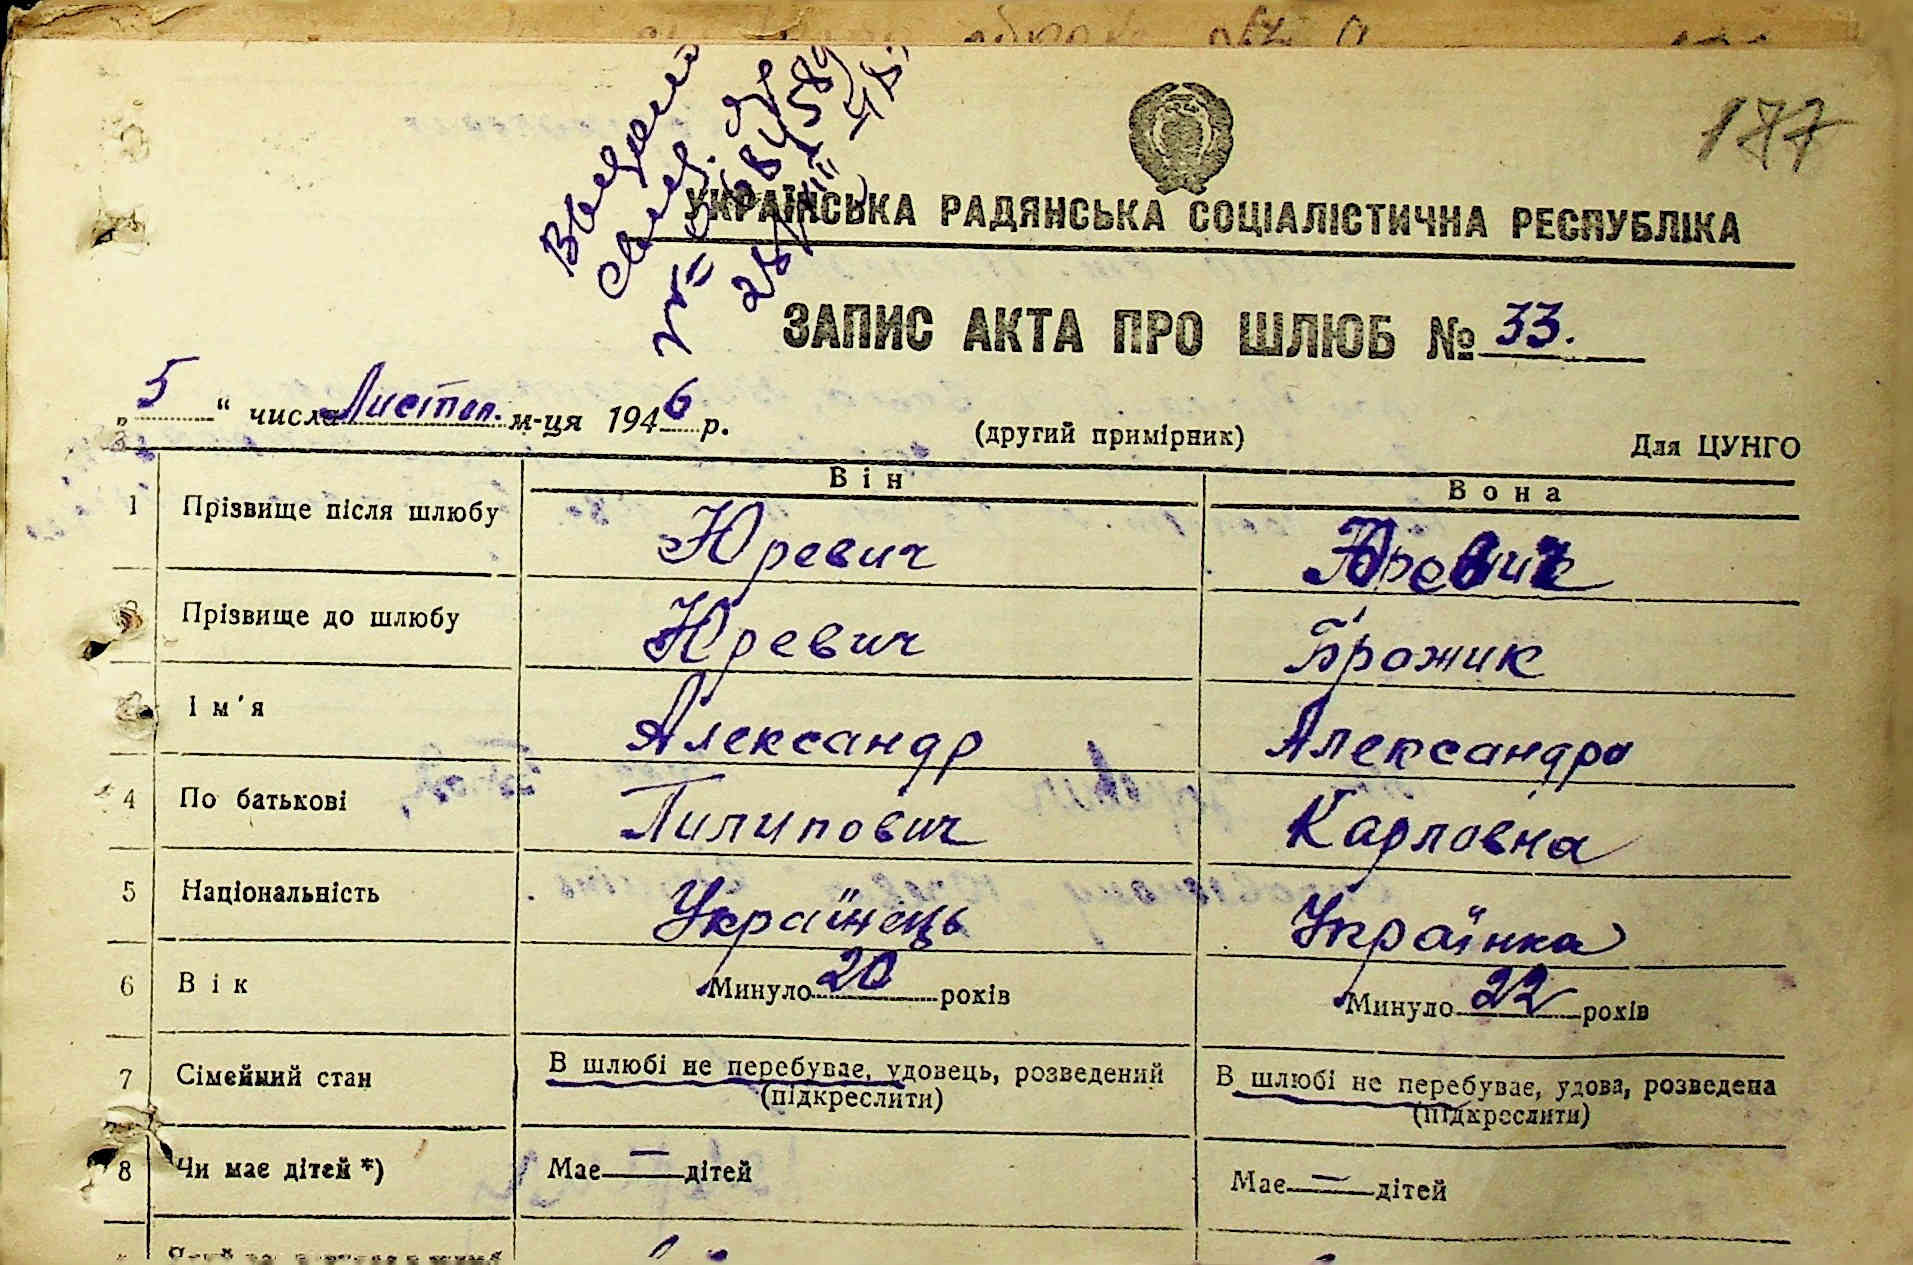 177
УКРАЇНСЬКА РАДЯНСЬКА СОЦІАЛІСТИЧНА РЕСПУБЛІКА
ЗАПИС АКТА ПРО ШЛЮБ № 33.
„5“ числа Листоп. м-ця 1946 р. (другий примірник) Для ЦУНГО
Він Вона
1 Прізвище після шлюбу Юревич Юревич
2 Прізвище до шлюбу Юревич Брожик
Ім'я Александр Александра
4 По батькові Пилипович Карловна
5 Національність Українець Українка
6 Вік Минуло 20 років Минуло 22 років
7 Сімейний стан В шлюбі не перебуває, удовець, розведений В шлюбі не перебуває, удова, розведена
(підкреслити) (підкреслити)
8 Чи має дітей *) Має — дітей Має — дітей